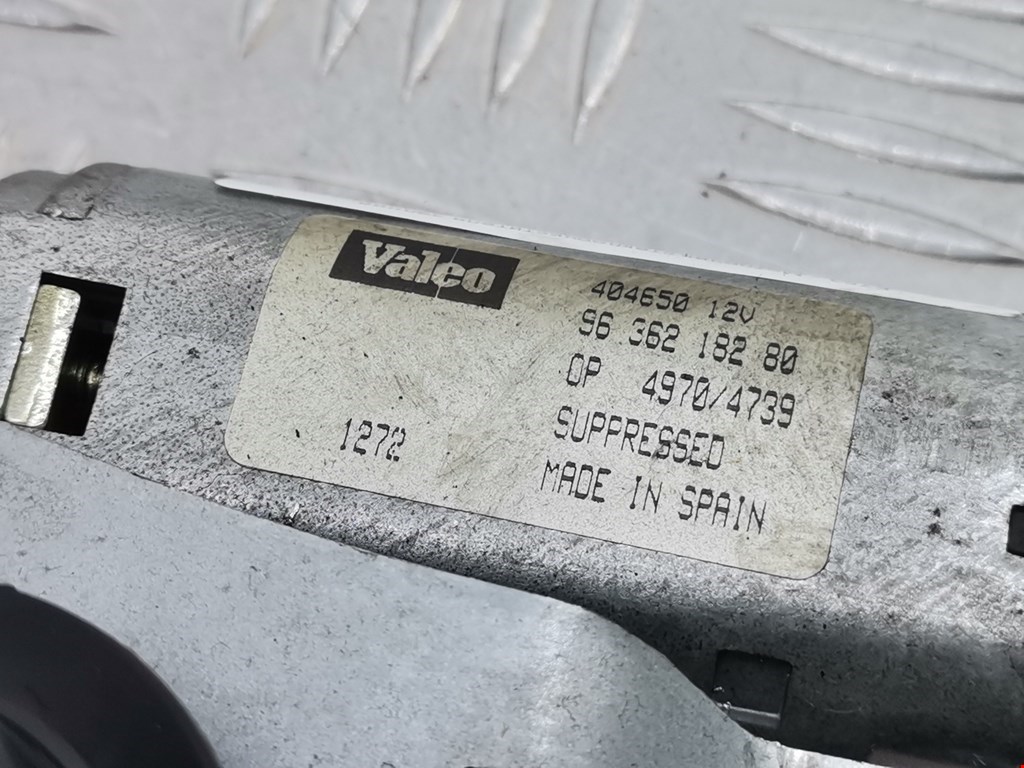 Valeo
404650 12V
96 362 182 80
OP 4970/4739
SUPPRESSED
1272
MADE IN SPAIN